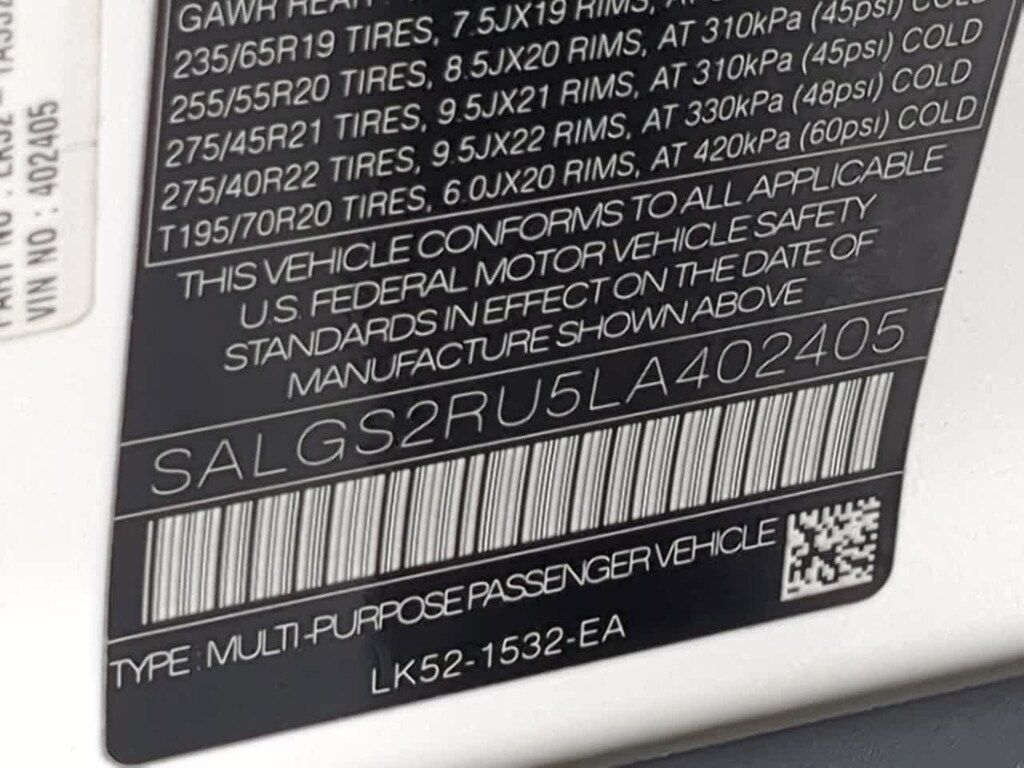 GAWR REAR
235/65R19 TIRES, 7.5JX19 RIMS,
255/55R20 TIRES, 8.5JX20 RIMS, AT 310kPa (45psi) COLD
275/45R21 TIRES, 9.5JX21 RIMS, AT 310kPa (45psi) COLD
275/40R22 TIRES, 9.5JX22 RIMS, AT 330kPa (48psi) COLD
T195/70R20 TIRES, 6.0JX20 RIMS, AT 420kPa (60psi) COLD
THIS VEHICLE CONFORMS TO ALL APPLICABLE
U.S. FEDERAL MOTOR VEHICLE SAFETY
STANDARDS IN EFFECT ON THE DATE OF
MANUFACTURE SHOWN ABOVE
SALGS2RU5LA402405
TYPE: MULTI-PURPOSE PASSENGER VEHICLE
LK52-1532-EA
VIN NO : 402405